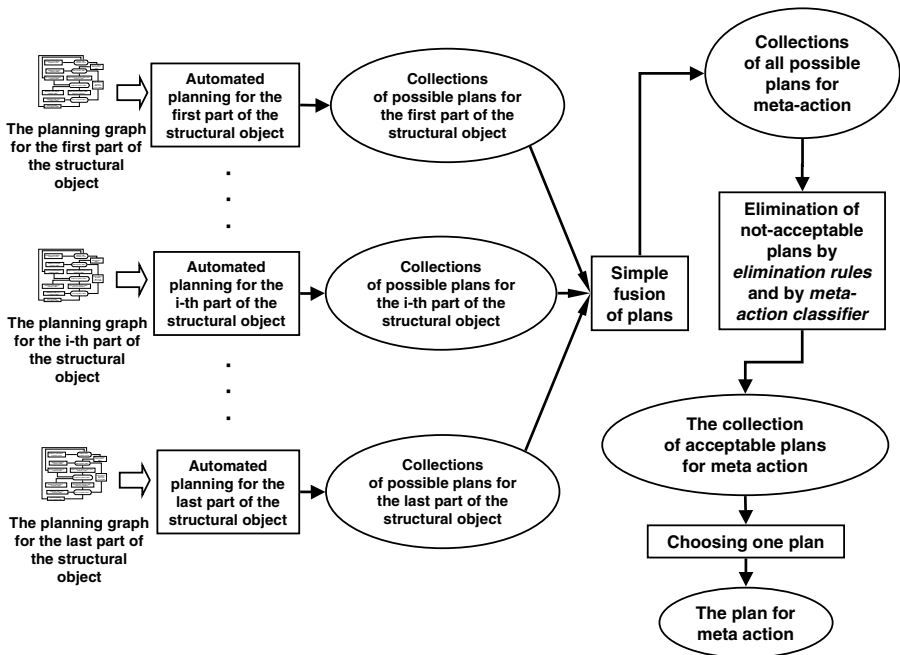 The planning graph
for the first part of
the structural
object
Automated
planning for the
first part of the
structural object
Collections
of possible plans for
the first part of the
structural object
The planning graph
for the i-th part of
the structural
object
Automated
planning for the
i-th part of the
structural object
Collections
of possible plans for
the i-th part of the
structural object
The planning graph
for the last part of
the structural
object
Automated
planning for the
last part of the
structural object
Collections
of possible plans for
the last part of the
structural object
Simple
fusion
of plans
Collections
of all possible
plans for
meta-action
Elimination of
not-acceptable
plans by
elimination rules
and by meta-
action classifier
The collection
of acceptable plans
for meta action
Choosing one plan
The plan for
meta action